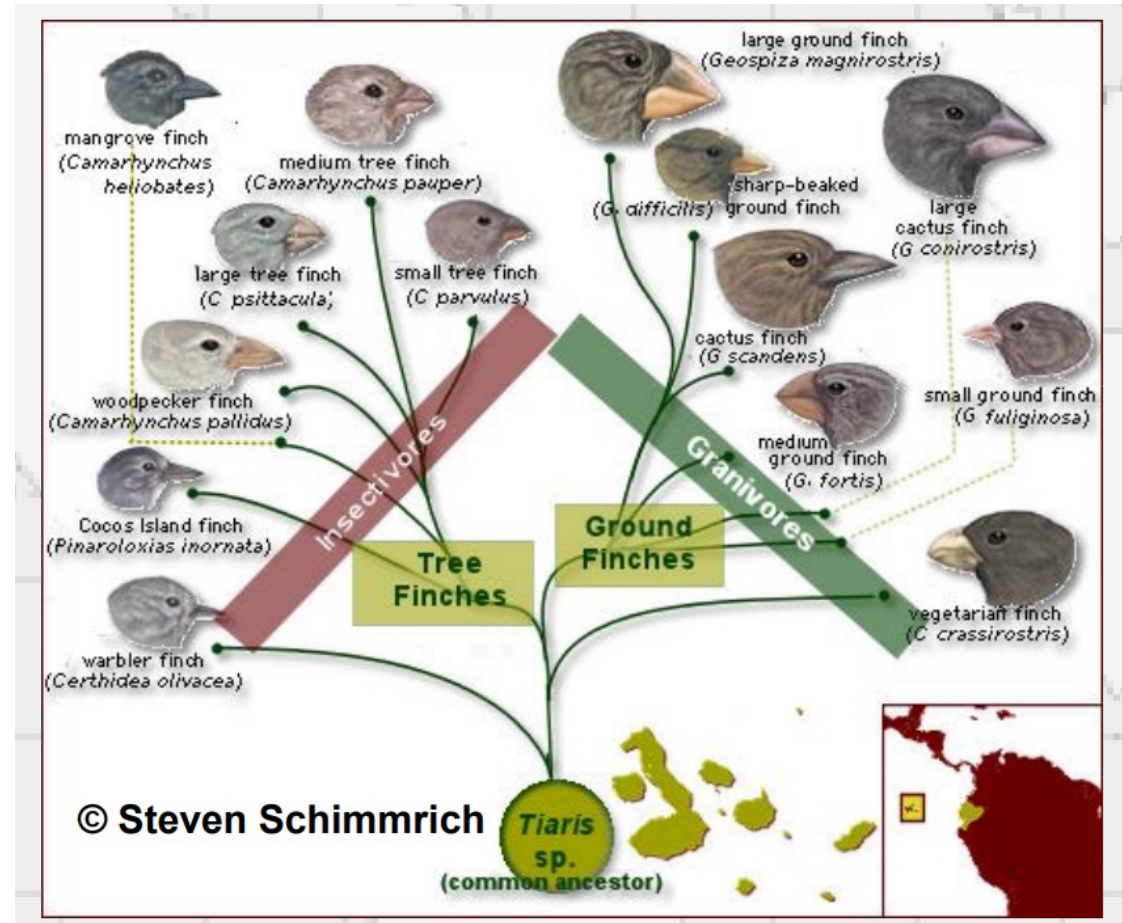 large ground finch
(Geospiza magnirostris)
mangrove finch
(Camarhynchus
heliobates)
medium tree finch
(Camarhynchus pauper)
sharp-beaked
(G. difficilis) ground finch
large
cactus finch
(G conirostris)
large tree finch
(C psittacula;
small tree finch
(C parvulus)
cactus finch
(G scandens)
woodpecker finch
(Camarhynchus pallidus)
small ground finch
(G fuliginosa)
medium
ground finch
(G. fortis)
Insectivores
Granivores
Cocos Island finch
(Pinaroloxias inornata)
Tree
Finches
Ground
Finches
vegetarian finch
(C crassirostris)
warbler finch
(Certhidea olivacea)
© Steven Schimmrich
Tiaris
sp.
(common ancestor)